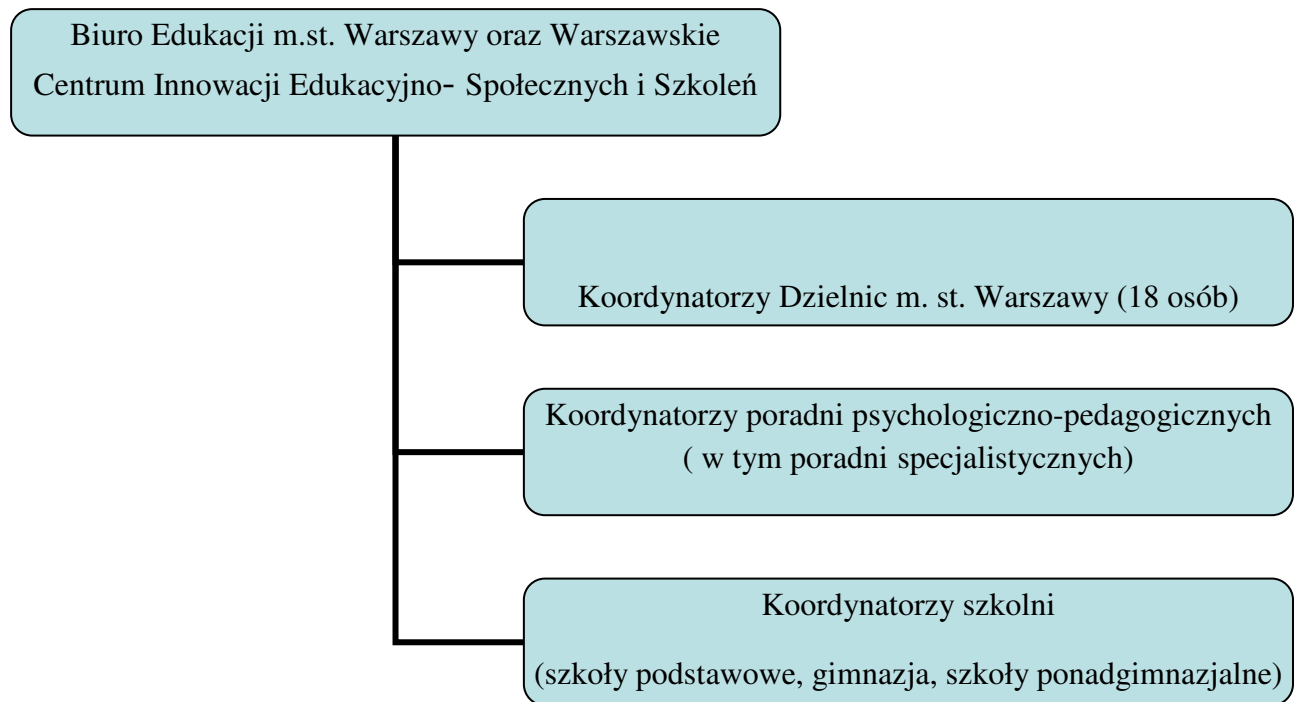 Biuro Edukacji m.st. Warszawy oraz Warszawskie
Centrum Innowacji Edukacyjno- Społecznych i Szkoleń
Koordynatorzy Dzielnic m. st. Warszawy (18 osób)
Koordynatorzy poradni psychologiczno-pedagogicznych
( w tym poradni specjalistycznych)
Koordynatorzy szkolni
(szkoły podstawowe, gimnazja, szkoły ponadgimnazjalne)